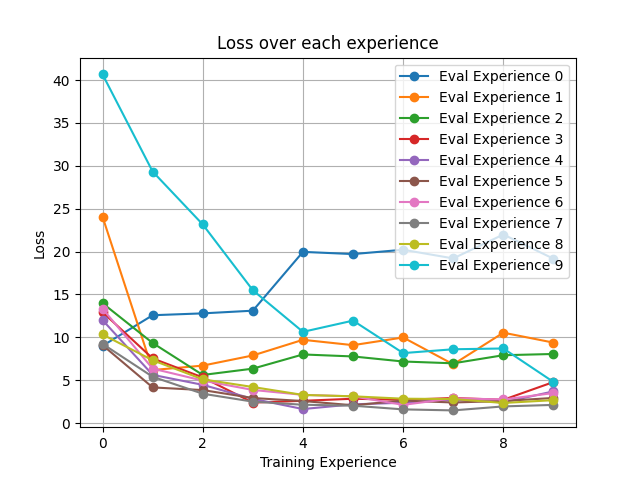 Loss over each experience
40
35
30
25
20
15
10
5
0
Loss
0
2
4
6
8
Training Experience
Eval Experience 0
Eval Experience 1
Eval Experience 2
Eval Experience 3
Eval Experience 4
Eval Experience 5
Eval Experience 6
Eval Experience 7
Eval Experience 8
Eval Experience 9